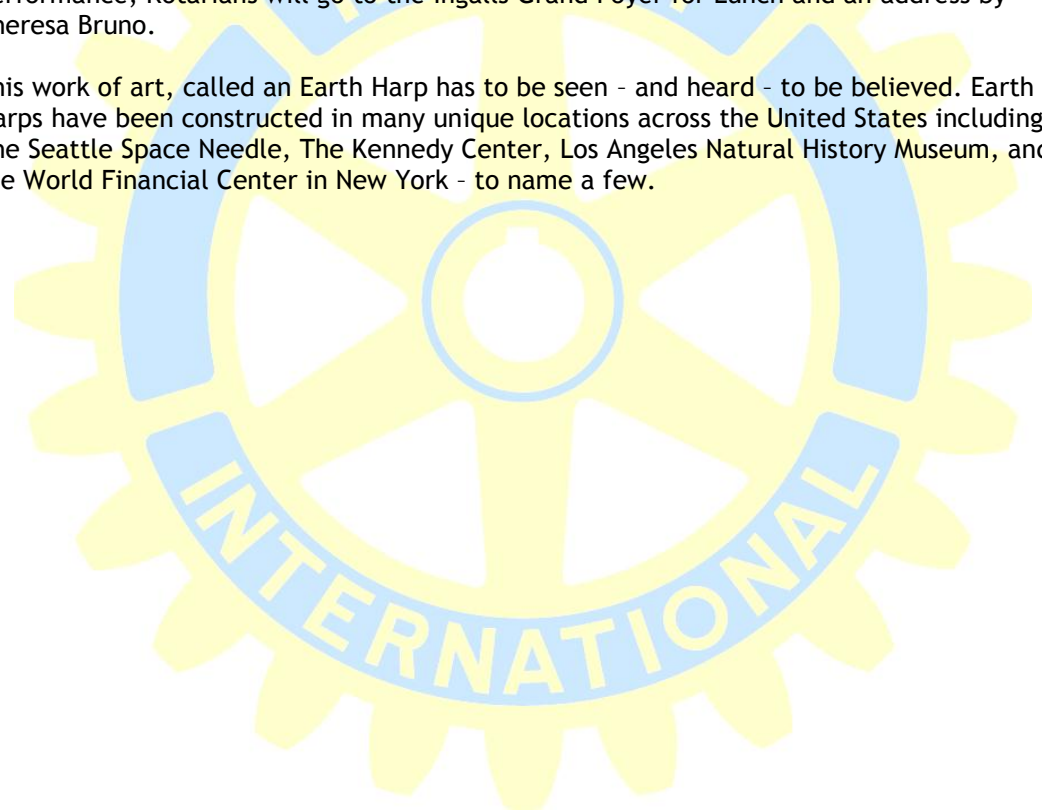 erformance, Rotarians will go to the Ingalls Grand Foyer for Lunch and an address by
heresa Bruno.
his work of art, called an Earth Harp has to be seen – and heard – to be believed. Earth
arps have been constructed in many unique locations across the United States including
he Seattle Space Needle, The Kennedy Center, Los Angeles Natural History Museum, and
e World Financial Center in New York – to name a few.
INTERNATIONAL